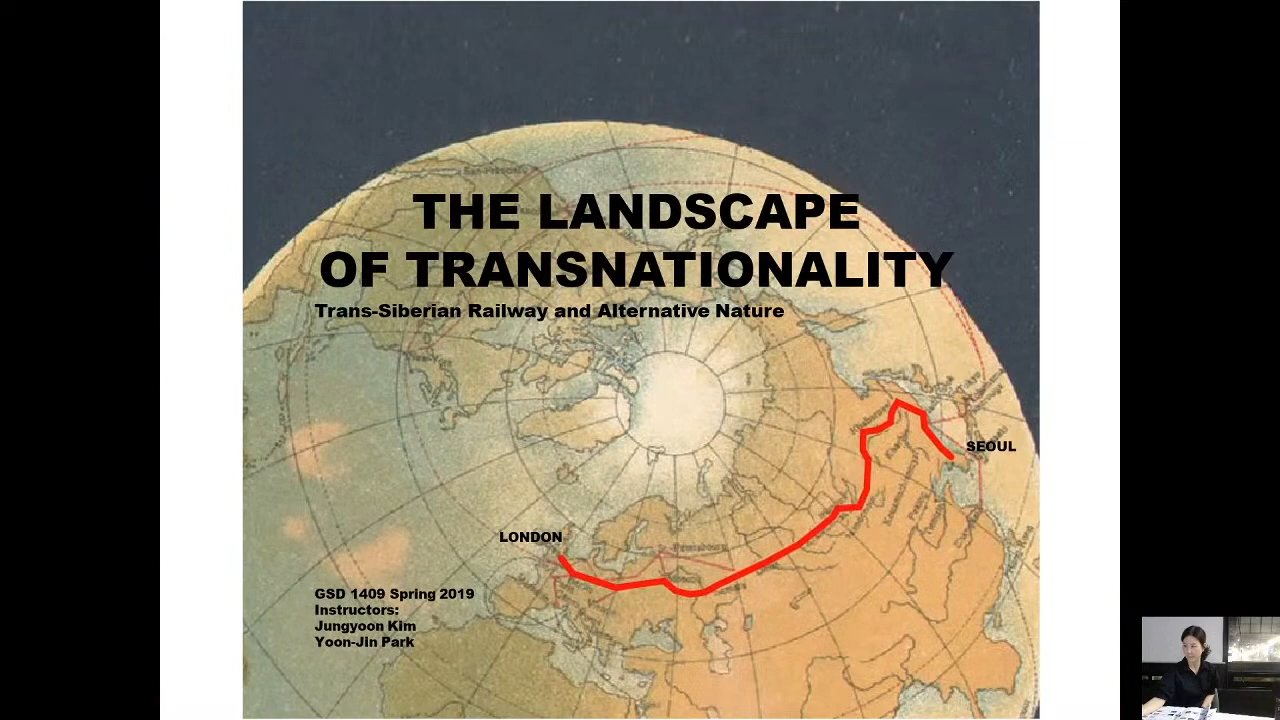 THE LANDSCAPE
OF TRANSNATIONALITY
Trans-Siberian Railway and Alternative Nature
SEOUL
LONDON
GSD 1409 Spring 2019
Instructors:
Jungyoon Kim
Yoon-Jin Park